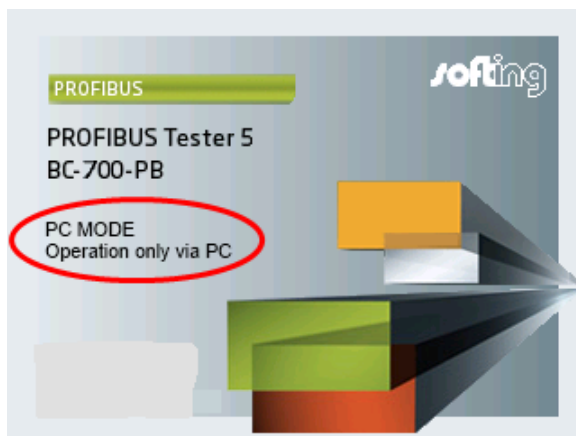 softing
PROFIBUS
PROFIBUS Tester 5
BC-700-PB
PC MODE
Operation only via PC